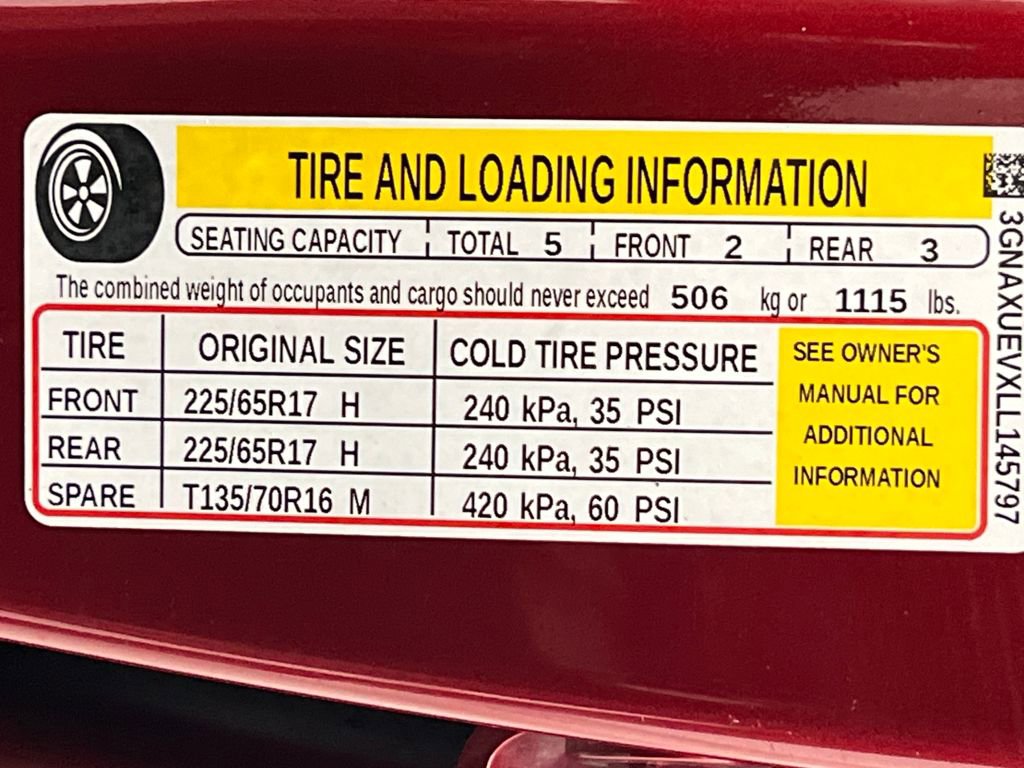 TIRE AND LOADING INFORMATION
SEATING CAPACITY TOTAL 5 FRONT 2 REAR 3
The combined weight of occupants and cargo should never exceed 506 kg or 1115 lbs.
TIRE ORIGINAL SIZE COLD TIRE PRESSURE
FRONT 225/65R17 H 240 kPa, 35 PSI
REAR 225/65R17 H 240 kPa, 35 PSI
SPARE T135/70R16 M 420 kPa, 60 PSI
SEE OWNER'S
MANUAL FOR
ADDITIONAL
INFORMATION
3GNAXUEVXLL145797